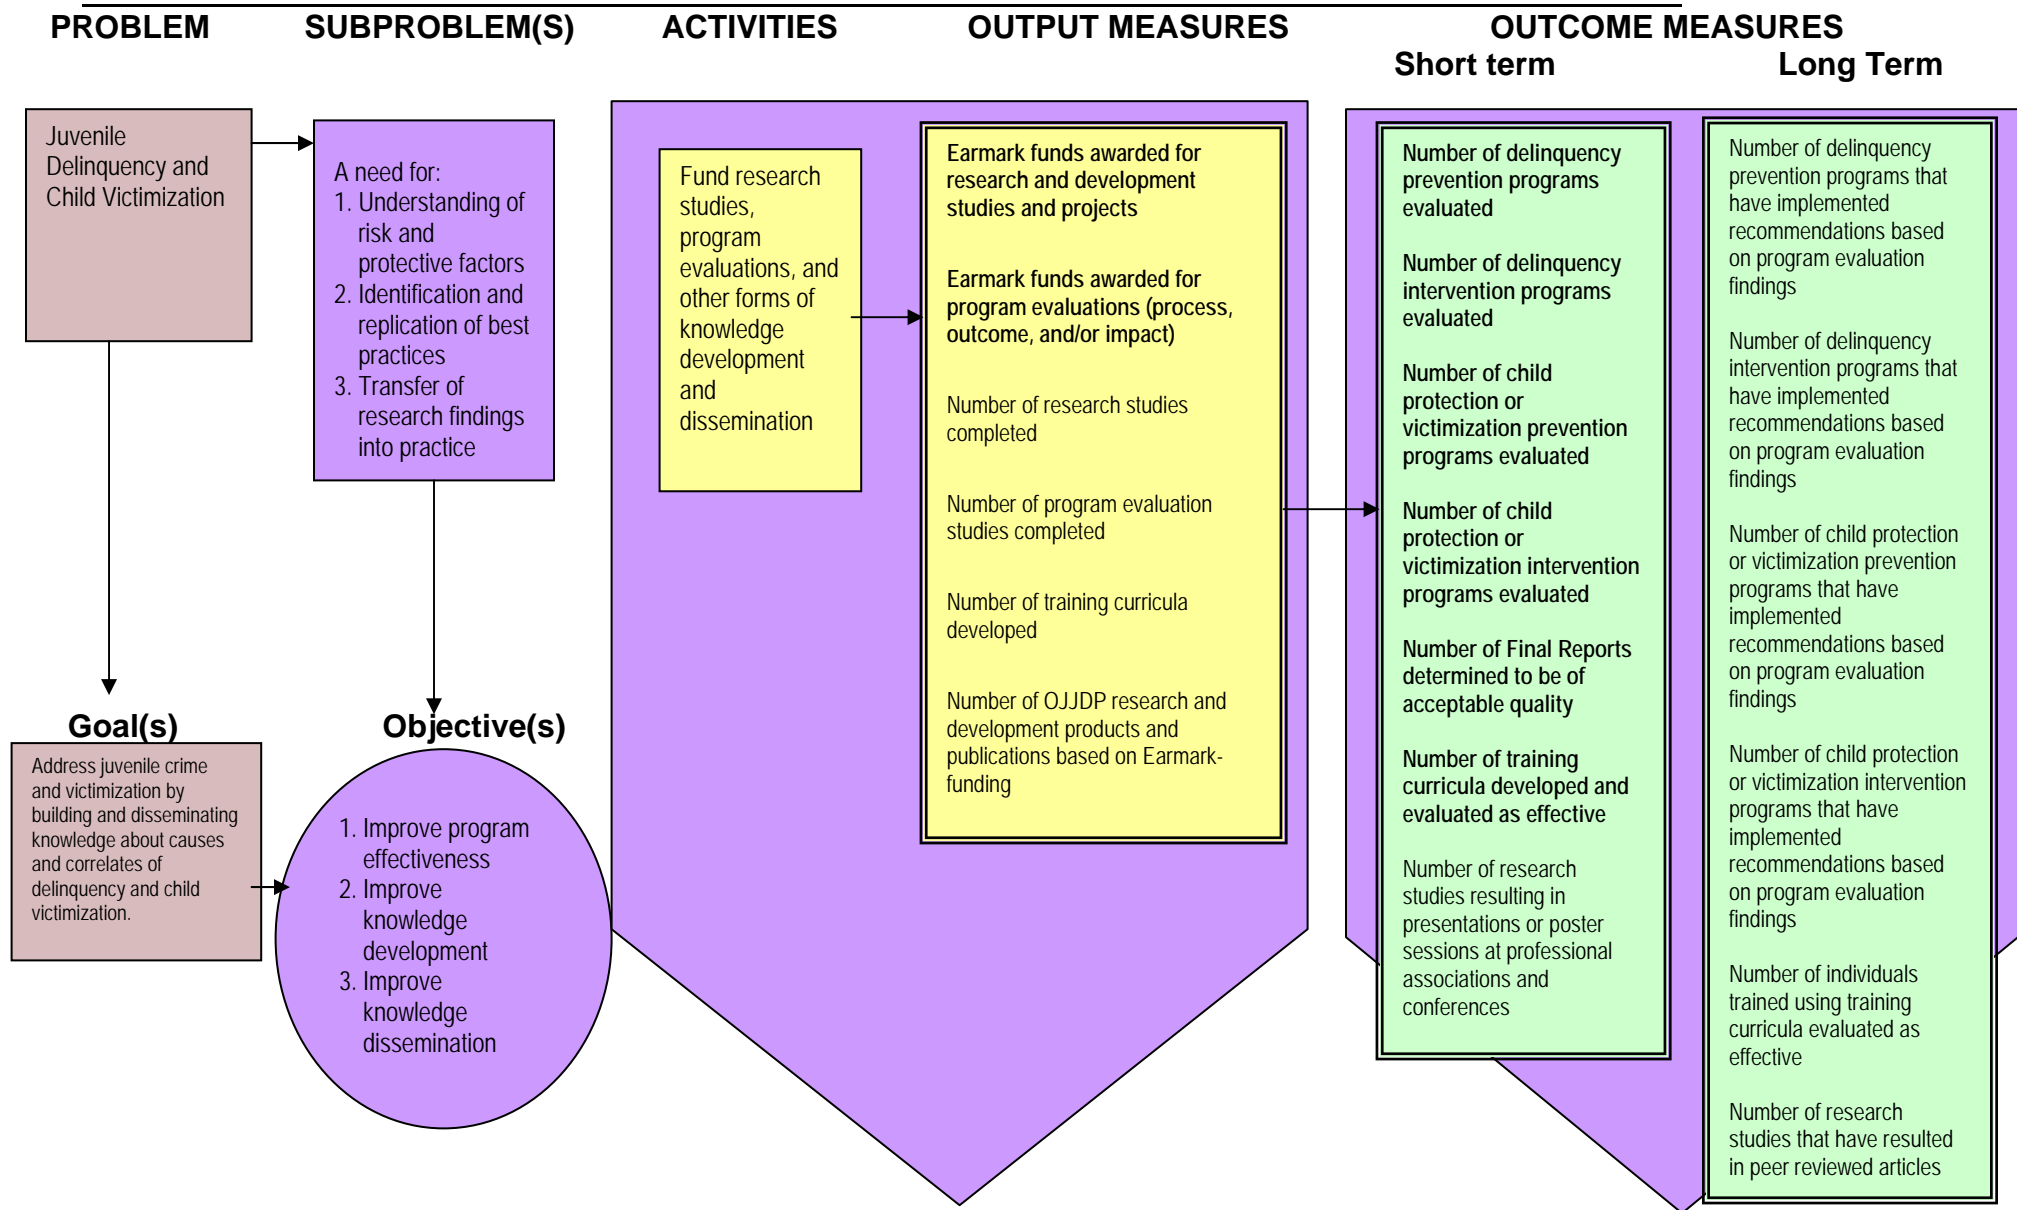 PROBLEM SUBPROBLEM(S) ACTIVITIES OUTPUT MEASURES OUTCOME MEASURES
Short term Long Term
Juvenile
Delinquency and
Child Victimization
A need for:
1. Understanding of
risk and
protective factors
2. Identification and
replication of best
practices
3. Transfer of
research findings
into practice
Goal(s)
Address juvenile crime
and victimization by
building and disseminating
knowledge about causes
and correlates of
delinquency and child
victimization.
Objective(s)
1. Improve program
effectiveness
2. Improve
knowledge
development
3. Improve
knowledge
dissemination
Fund research
studies,
program
evaluations, and
other forms of
knowledge
development
and
dissemination
Earmark funds awarded for
research and development
studies and projects
Earmark funds awarded for
program evaluations (process,
outcome, and/or impact)
Number of research studies
completed
Number of program evaluation
studies completed
Number of training curricula
developed
Number of OJJDP research and
development products and
publications based on Earmark-
funding
Number of delinquency
prevention programs
evaluated
Number of delinquency
intervention programs
evaluated
Number of child
protection or
victimization prevention
programs evaluated
Number of child
protection or
victimization intervention
programs evaluated
Number of Final Reports
determined to be of
acceptable quality
Number of training
curricula developed and
evaluated as effective
Number of research
studies resulting in
presentations or poster
sessions at professional
associations and
conferences
Number of delinquency
prevention programs that
have implemented
recommendations based
on program evaluation
findings
Number of delinquency
intervention programs that
have implemented
recommendations based
on program evaluation
findings
Number of child protection
or victimization prevention
programs that have
implemented
recommendations based
on program evaluation
findings
Number of child protection
or victimization intervention
programs that have
implemented
recommendations based
on program evaluation
findings
Number of individuals
trained using training
curricula evaluated as
effective
Number of research
studies that have resulted
in peer reviewed articles